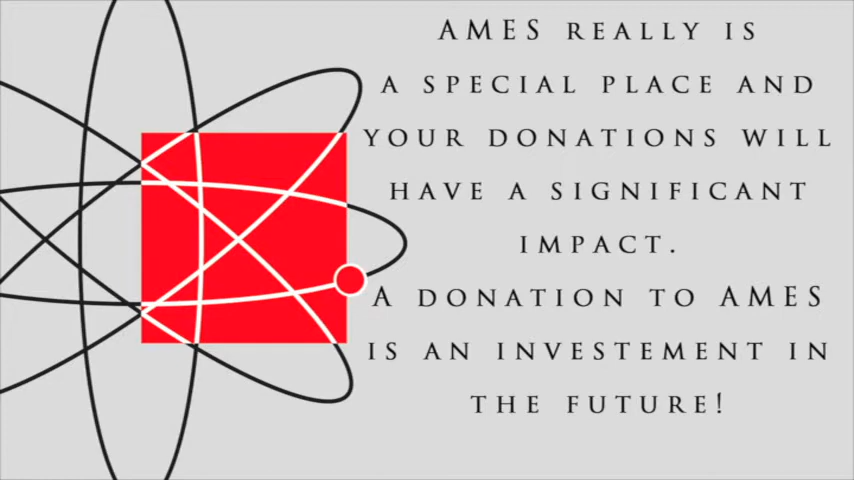 AMES REALLY IS
A SPECIAL PLACE AND
YOUR DONATIONS WILL
HAVE A SIGNIFICANT
IMPACT.
A DONATION TO AMES
IS AN INVESTEMENT IN
THE FUTURE!